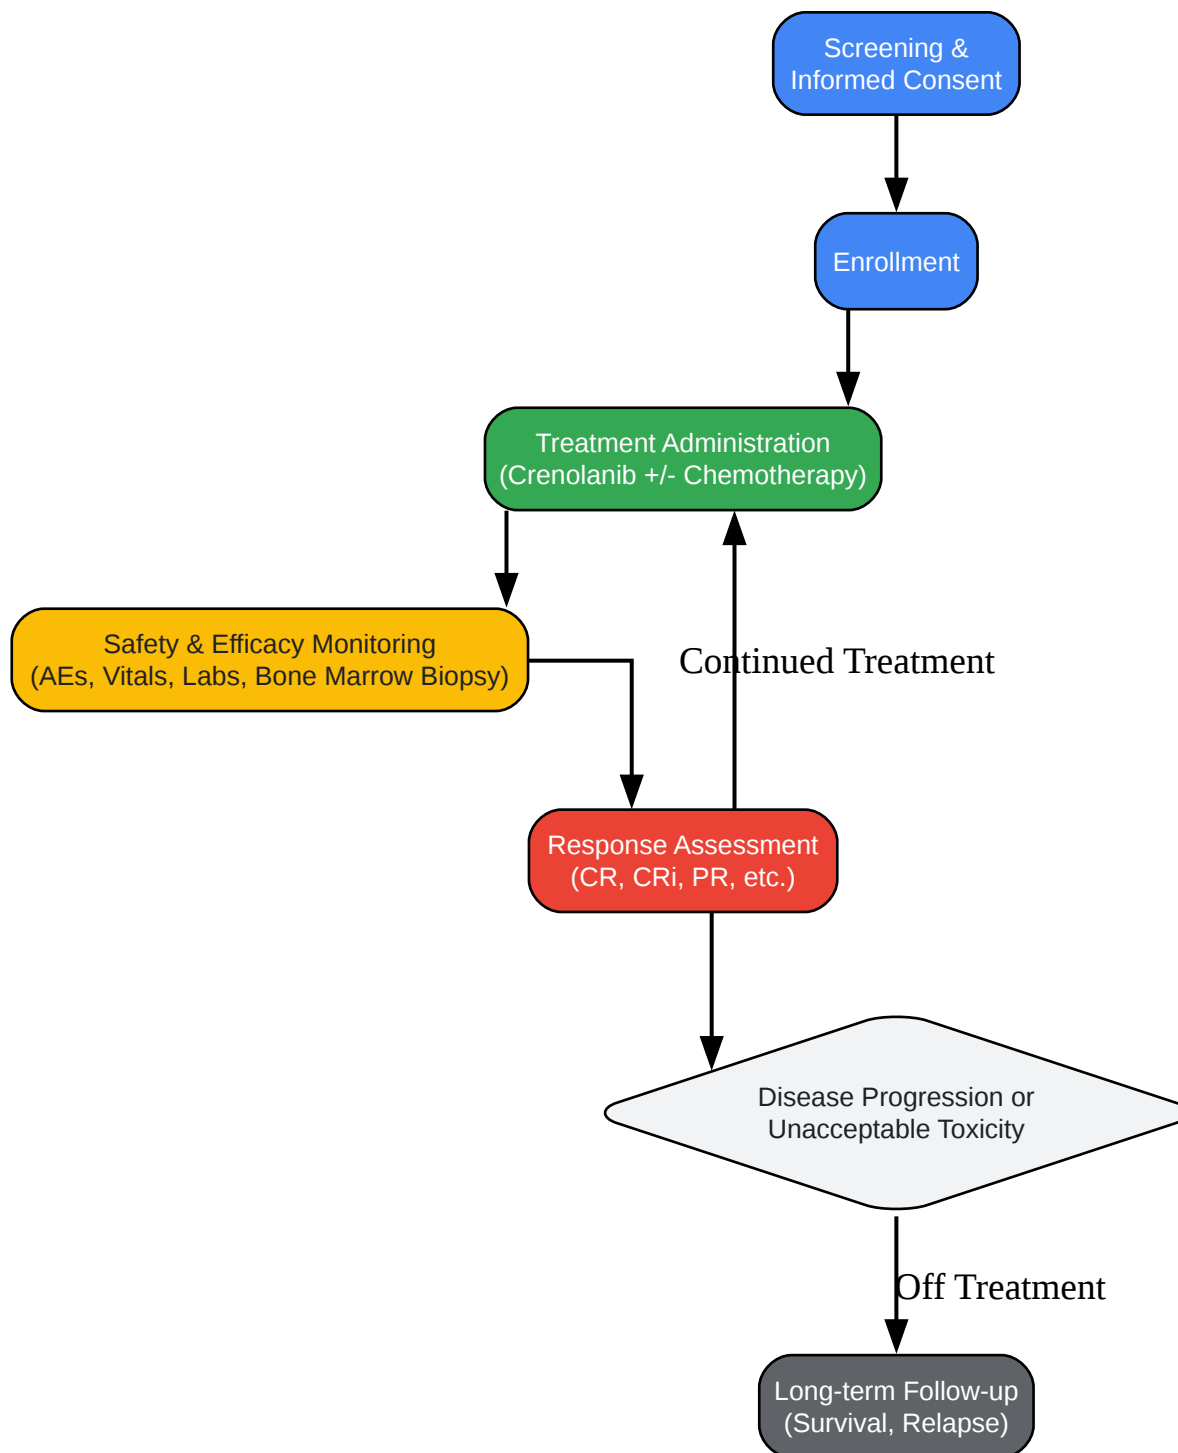 Screening &
Informed Consent
Enrollment
Treatment Administration
(Crenolanib +/- Chemotherapy)
Safety & Efficacy Monitoring
(AEs, Vitals, Labs, Bone Marrow Biopsy)
Continued Treatment
Response Assessment
(CR, CRi, PR, etc.)
Disease Progression or
Unacceptable Toxicity
Off Treatment
Long-term Follow-up
(Survival, Relapse)